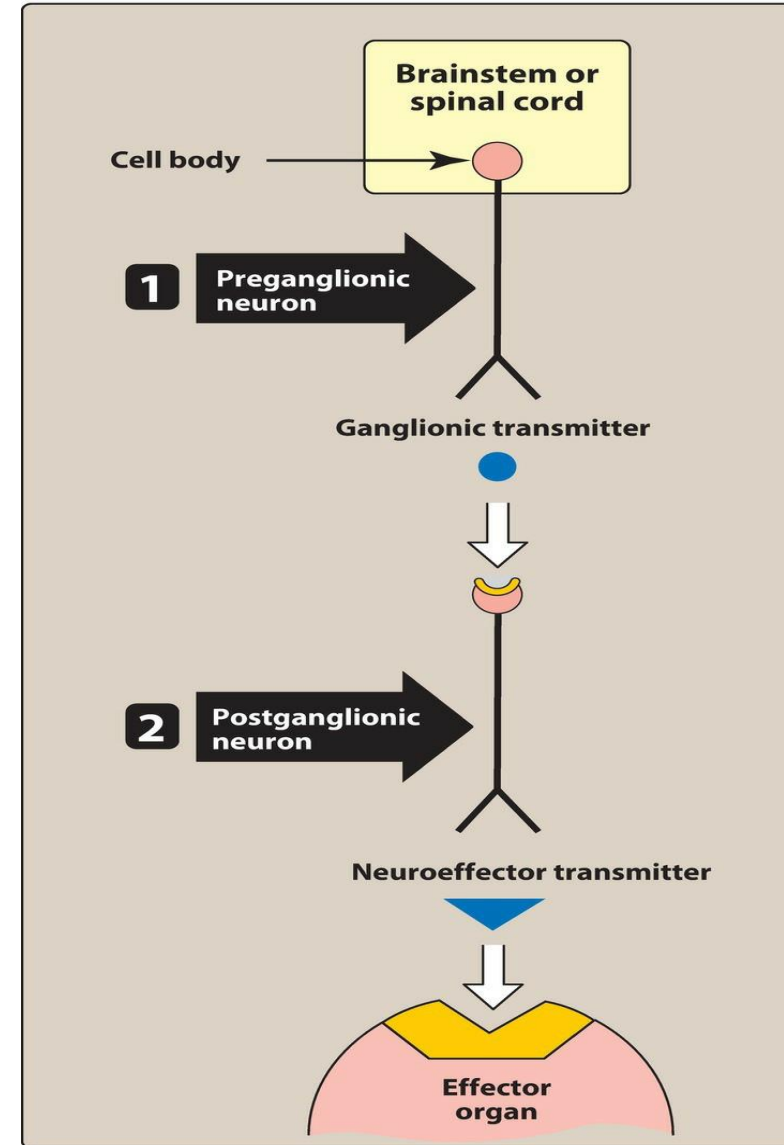 Brainstem or
spinal cord
Cell body
1
Preganglionic
neuron
Ganglionic transmitter
2
Postganglionic
neuron
Neuroeffector transmitter
Effector
organ